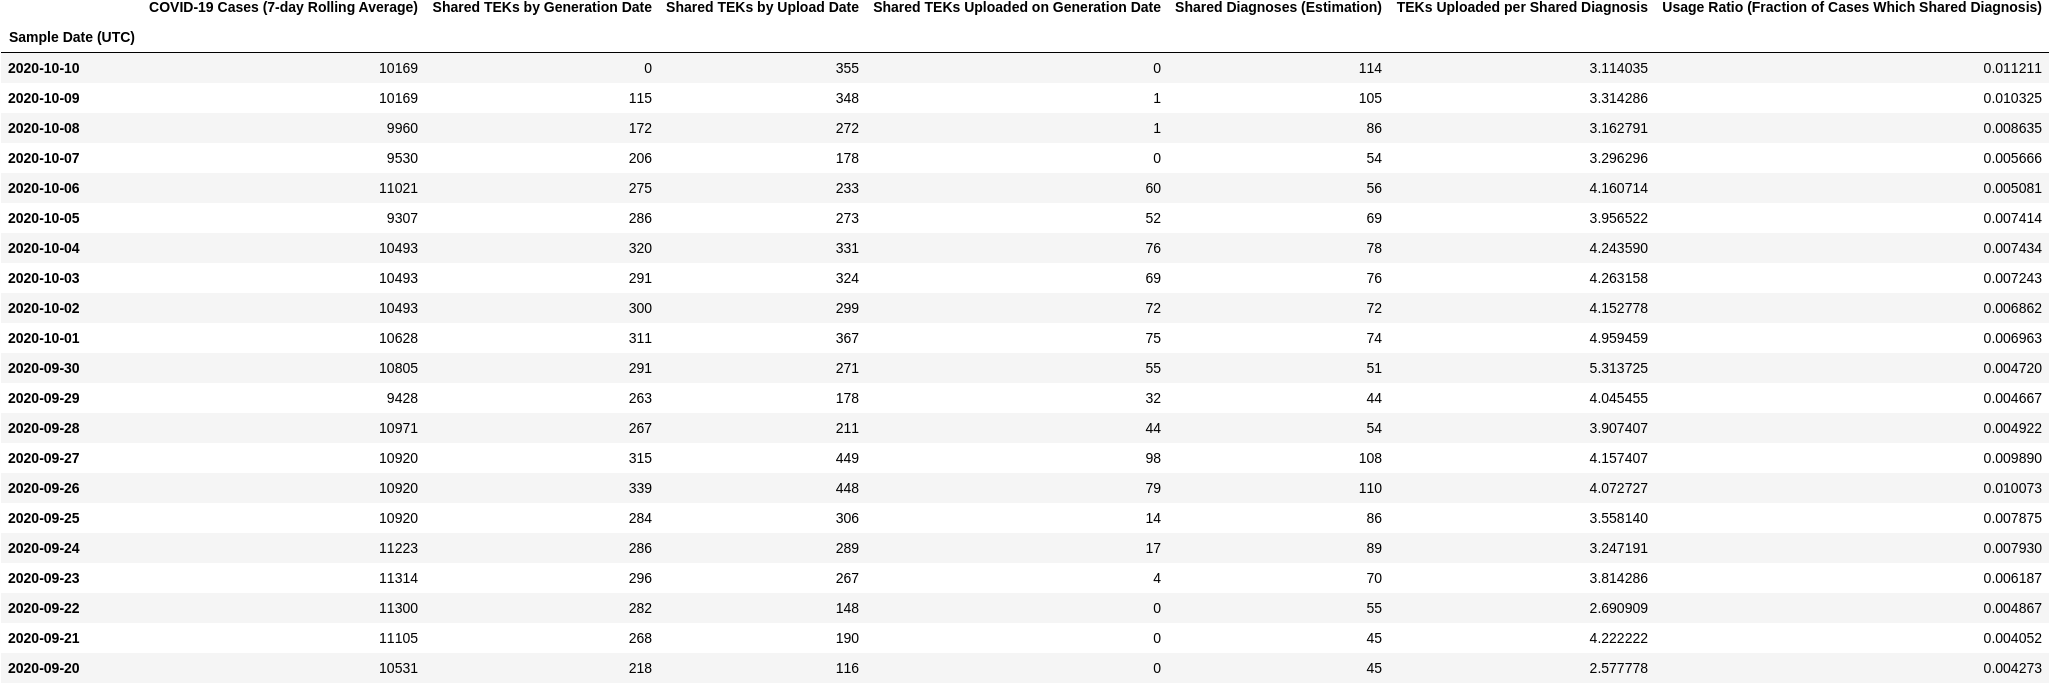 COVID-19 Cases (7-day Rolling Average) Shared TEKs by Generation Date Shared TEKs by Upload Date Shared TEKs Uploaded on Generation Date Shared Diagnoses (Estimation) TEKs Uploaded per Shared Diagnosis Usage Ratio (Fraction of Cases Which Shared Diagnosis)
Sample Date (UTC)
2020-10-10 10169 0 355 0 114 3.114035 0.011211
2020-10-09 10169 115 348 1 105 3.314286 0.010325
2020-10-08 9960 172 272 1 86 3.162791 0.008635
2020-10-07 9530 206 178 0 54 3.296296 0.005666
2020-10-06 11021 275 233 60 56 4.160714 0.005081
2020-10-05 9307 286 273 52 69 3.956522 0.007414
2020-10-04 10493 320 331 76 78 4.243590 0.007434
2020-10-03 10493 291 324 69 76 4.263158 0.007243
2020-10-02 10493 300 299 72 72 4.152778 0.006862
2020-10-01 10628 311 367 75 74 4.959459 0.006963
2020-09-30 10805 291 271 55 51 5.313725 0.004720
2020-09-29 9428 263 178 32 44 4.045455 0.004667
2020-09-28 10971 267 211 44 54 3.907407 0.004922
2020-09-27 10920 315 449 98 108 4.157407 0.009890
2020-09-26 10920 339 448 79 110 4.072727 0.010073
2020-09-25 10920 284 306 14 86 3.558140 0.007875
2020-09-24 11223 286 289 17 89 3.247191 0.007930
2020-09-23 11314 296 267 4 70 3.814286 0.006187
2020-09-22 11300 282 148 0 55 2.690909 0.004867
2020-09-21 11105 268 190 0 45 4.222222 0.004052
2020-09-20 10531 218 116 0 45 2.577778 0.004273